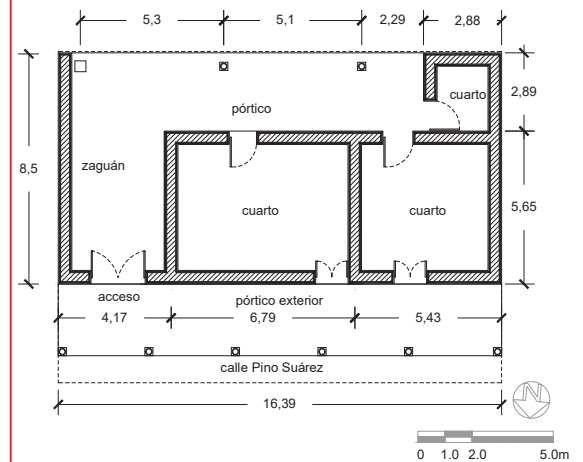 5,3 5,1 2,29 2,88
cuarto
2,89
pórtico
8,5
zaguán
cuarto
cuarto
5,65
acceso
pórtico exterior
4,17 6,79 5,43
calle Pino Suárez
16,39
N
0 1.0 2.0 5.0m